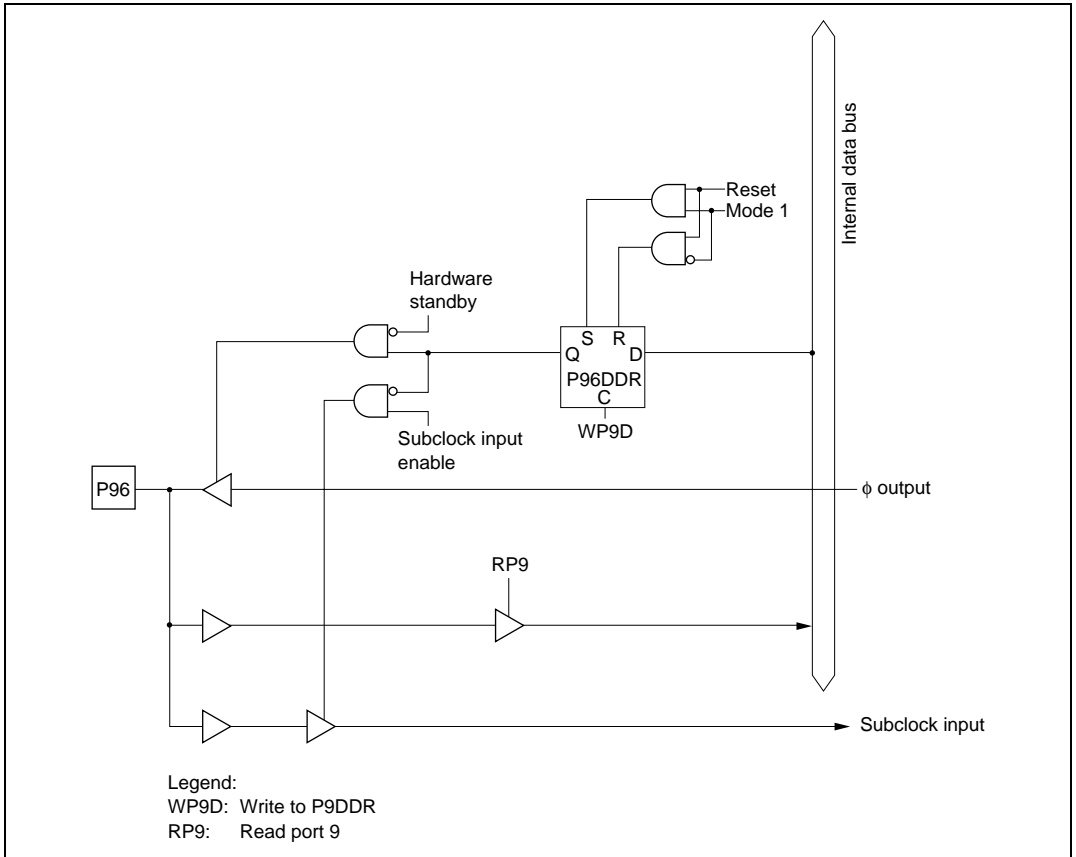 Internal data bus
Reset
Mode 1
Hardware
standby
S R
Q D
P96DDR
C
WP9D
Subclock input
enable
P96
ϕ output
RP9
Subclock input
Legend:
WP9D: Write to P9DDR
RP9: Read port 9